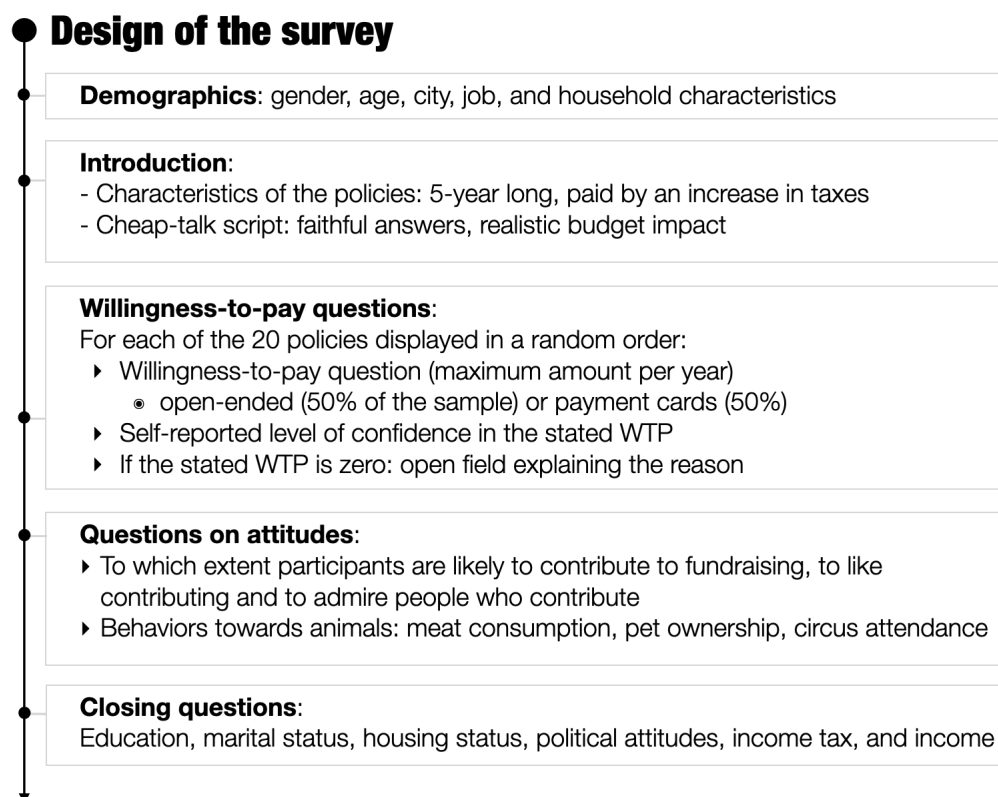 Design of the survey
Demographics: gender, age, city, job, and household characteristics
Introduction:
- Characteristics of the policies: 5-year long, paid by an increase in taxes
- Cheap-talk script: faithful answers, realistic budget impact
Willingness-to-pay questions:
For each of the 20 policies displayed in a random order:
Willingness-to-pay question (maximum amount per year)
open-ended (50% of the sample) or payment cards (50%)
Self-reported level of confidence in the stated WTP
If the stated WTP is zero: open field explaining the reason
Questions on attitudes:
To which extent participants are likely to contribute to fundraising, to like
contributing and to admire people who contribute
Behaviors towards animals: meat consumption, pet ownership, circus attendance
Closing questions:
Education, marital status, housing status, political attitudes, income tax, and income